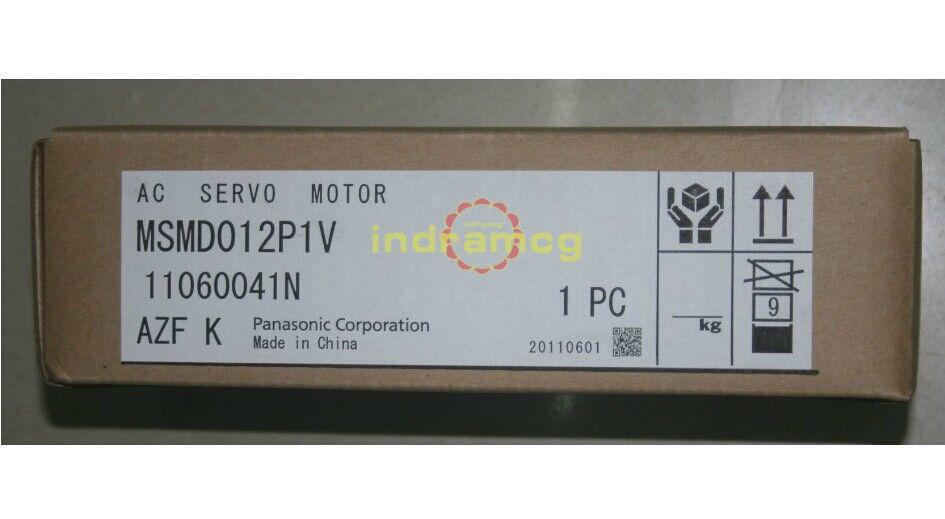 AC SERVO MOTOR
MSMD012P1V
indramcg
11060041N
1 PC
AZF K
Panasonic Corporation
Made in China
20110601
kg
9